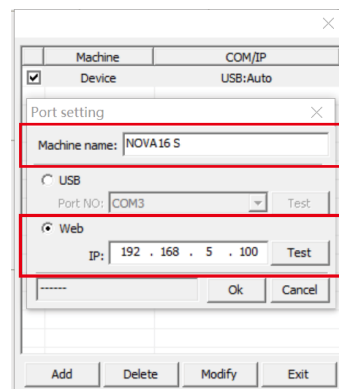 Machine COM/IP
Device USB:Auto
Port setting
Machine name: NOVA16 S
USB
Port NO: COM3 Test
Web
IP: 192 . 168 . 5 . 100 Test
------ Ok Cancel
Add Delete Modify Exit